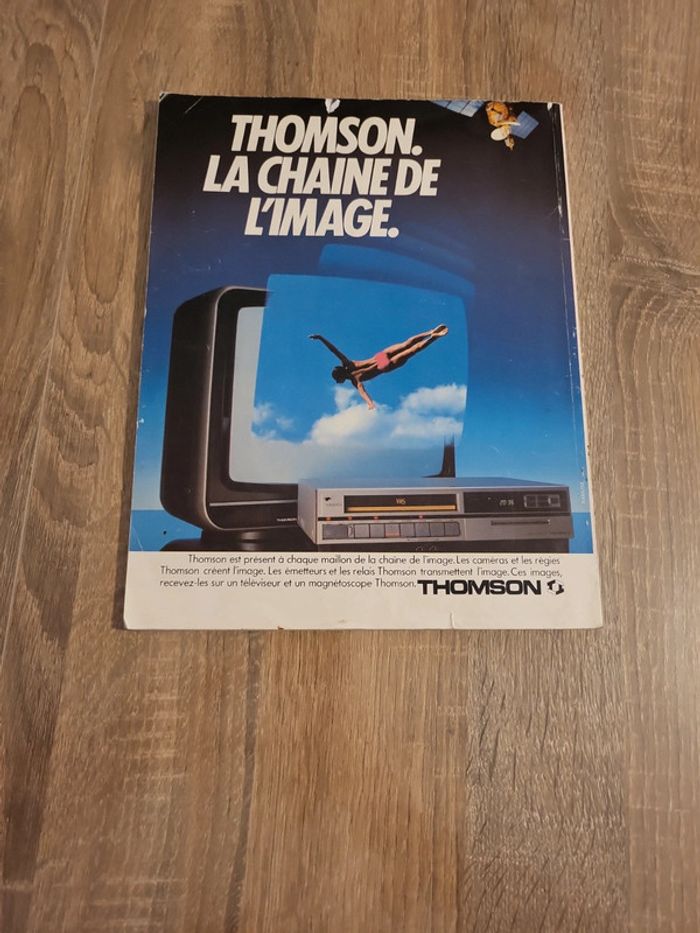 THOMSON.
LA CHAINE DE
L'IMAGE.
VHS
THOMSON
Thomson est présent à chaque maillon de la chaîne de l'image. Les caméras et les régies
Thomson créent l'image. Les émetteurs et les relais Thomson transmettent l'image. Ces images,
recevez-les sur un téléviseur et un magnétoscope Thomson. THOMSON